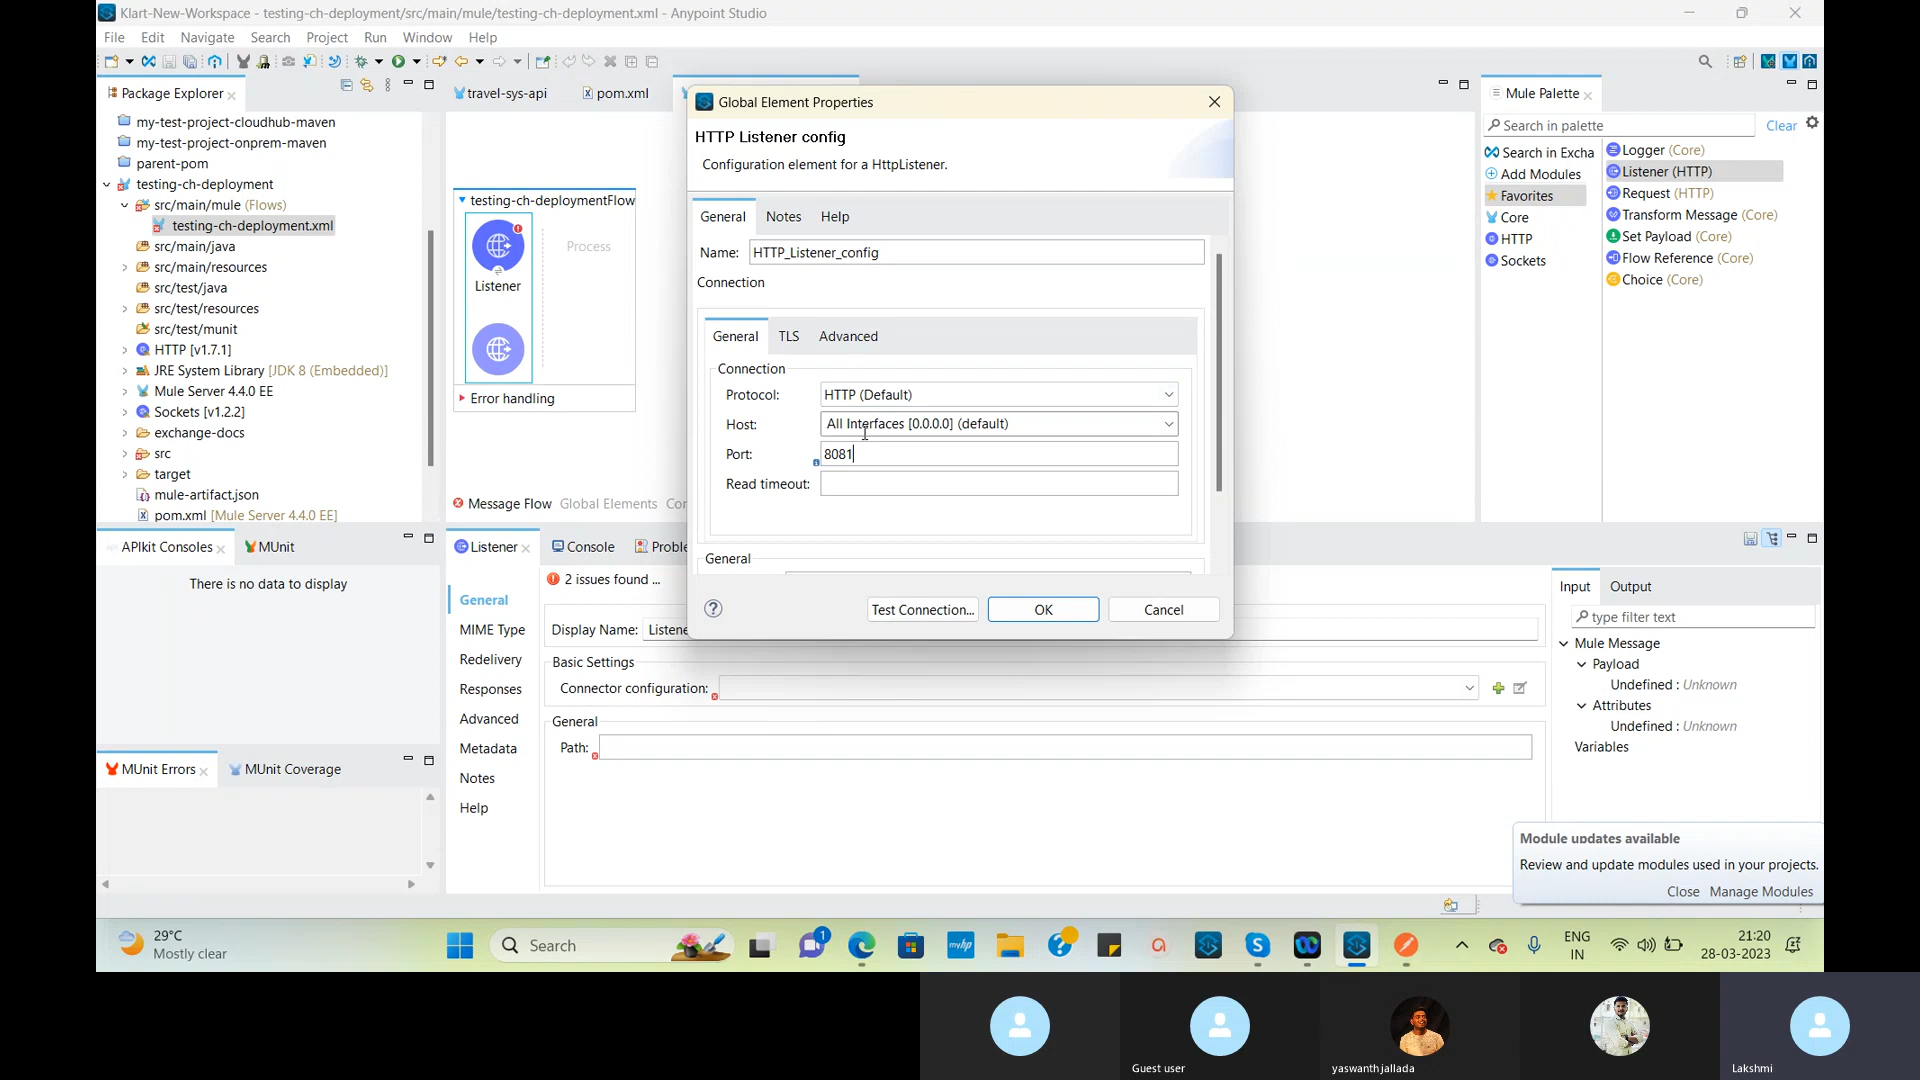 Klart-New-Workspace - testing-ch-deployment/src/main/mule/testing-ch-deployment.xml - Anypoint Studio
File Edit Navigate Search Project Run Window Help
Package Explorer
travel-sys-api
pom.xml
my-test-project-cloudhub-maven
my-test-project-onprem-maven
parent-pom
testing-ch-deployment
src/main/mule (Flows)
testing-ch-deployment.xml
src/main/java
src/main/resources
src/test/java
src/test/resources
src/test/munit
HTTP [v1.7.1]
JRE System Library [JDK 8 (Embedded)]
Mule Server 4.4.0 EE
Sockets [v1.2.2]
exchange-docs
src
target
mule-artifact.json
pom.xml [Mule Server 4.4.0 EE]
testing-ch-deploymentFlow
Process
Listener
Error handling
Message Flow Global Elements
Global Element Properties
HTTP Listener config
Configuration element for a HttpListener.
General Notes Help
Name: HTTP_Listener_config
Connection
General TLS Advanced
Connection
Protocol: HTTP (Default)
Host: All Interfaces [0.0.0.0] (default)
Port: 8081
Read timeout:
General
Test Connection... OK Cancel
Mule Palette
Search in palette Clear
Search in Excha
Add Modules
Favorites
Core
HTTP
Sockets
Logger (Core)
Listener (HTTP)
Request (HTTP)
Transform Message (Core)
Set Payload (Core)
Flow Reference (Core)
Choice (Core)
APIkit Consoles
MUnit
There is no data to display
MUnit Errors
MUnit Coverage
Listener
Console
Proble
2 issues found ...
General
MIME Type
Redelivery
Responses
Advanced
Metadata
Notes
Help
Display Name: Listene
Basic Settings
Connector configuration:
General
Path:
Input Output
type filter text
Mule Message
Payload
Undefined : Unknown
Attributes
Undefined : Unknown
Variables
Module updates available
Review and update modules used in your projects.
Close Manage Modules
29°C
Mostly clear
Search
1
myhp
ENG
IN
21:20
28-03-2023
Guest user
yaswanth jallada
Lakshmi